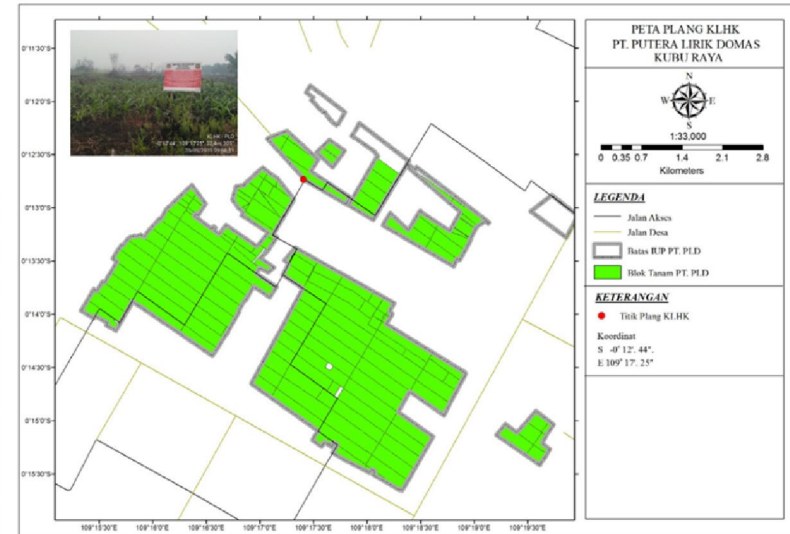 PETA PLANG KLHK
PT. PUTERA LIRIK DOMAS
KUBU RAYA
N
W E
S
1:33,000
0 0.35 0.7 1.4 2.1 2.8
Kilometers
LEGENDA
Jalan Akses
Jalan Desa
Batas IUP PT. PLD
Blok Tanam PT. PLD
KETERANGAN
Titik Plang KLHK
Koordinat
S -0° 12'. 44".
E 109° 17'. 25"
KLHK PLD
0°11'30"S
0°12'0"S
0°12'30"S
0°13'0"S
0°13'30"S
0°14'0"S
0°14'30"S
0°15'0"S
0°15'30"S
109°15'30"E 109°16'0"E 109°16'30"E 109°17'0"E 109°17'30"E 109°18'0"E 109°18'30"E 109°19'0"E 109°19'30"E